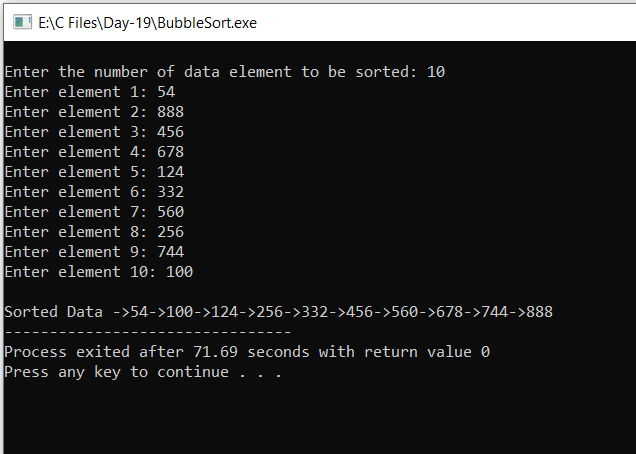 E:\C Files\Day-19\BubbleSort.exe
Enter the number of data element to be sorted: 10
Enter element 1: 54
Enter element 2: 888
Enter element 3: 456
Enter element 4: 678
Enter element 5: 124
Enter element 6: 332
Enter element 7: 560
Enter element 8: 256
Enter element 9: 744
Enter element 10: 100
Sorted Data ->54->100->124->256->332->456->560->678->744->888
--------------------------------
Process exited after 71.69 seconds with return value 0
Press any key to continue . . .